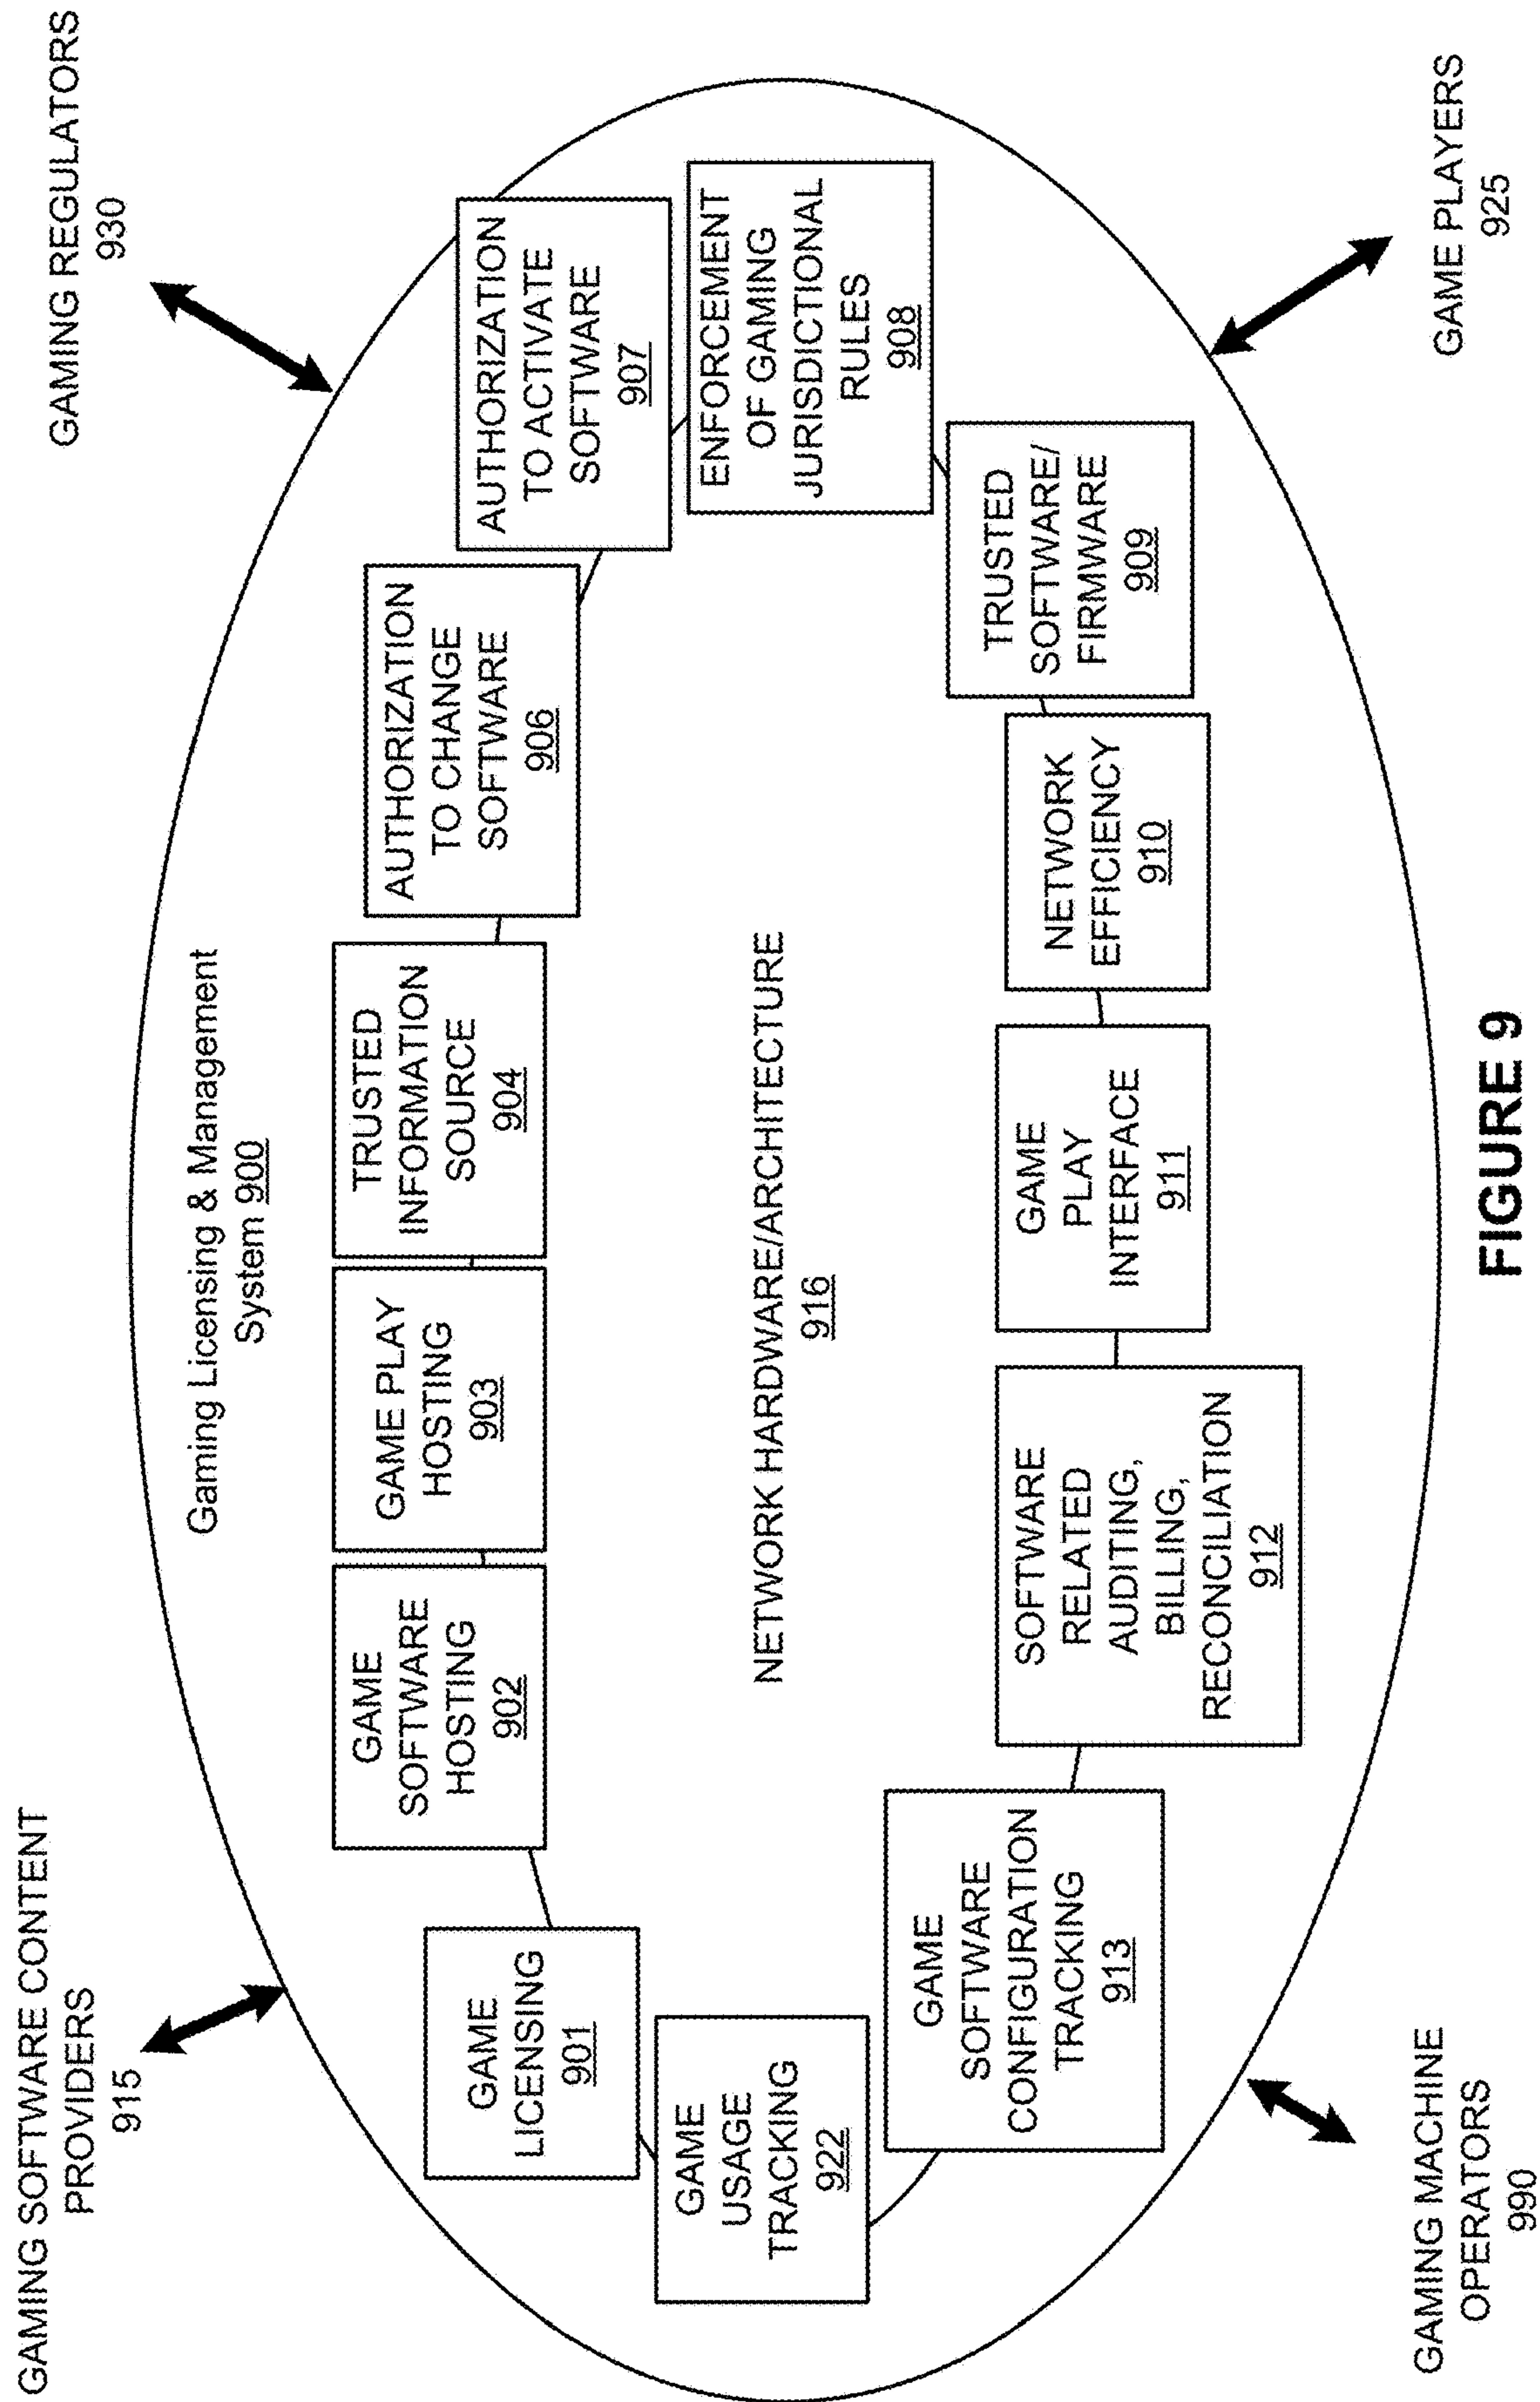 GAMING SOFTWARE CONTENT
PROVIDERS
915
GAMING REGULATORS
930
Gaming Licensing & Management
System 900
GAME
LICENSING
901
GAME
SOFTWARE
HOSTING
902
GAME PLAY
HOSTING
903
TRUSTED
INFORMATION
SOURCE
904
AUTHORIZATION
TO CHANGE
SOFTWARE
906
AUTHORIZATION
TO ACTIVATE
SOFTWARE
907
GAME
USAGE
TRACKING
922
NETWORK HARDWARE/ARCHITECTURE
916
ENFORCEMENT
OF GAMING
JURISDICTIONAL
RULES
908
GAME
SOFTWARE
CONFIGURATION
TRACKING
913
SOFTWARE
RELATED
AUDITING,
BILLING,
RECONCILIATION
912
GAME
PLAY
INTERFACE
911
NETWORK
EFFICIENCY
910
TRUSTED
SOFTWARE/
FIRMWARE
909
GAMING MACHINE
OPERATORS
990
GAME PLAYERS
925
FIGURE 9